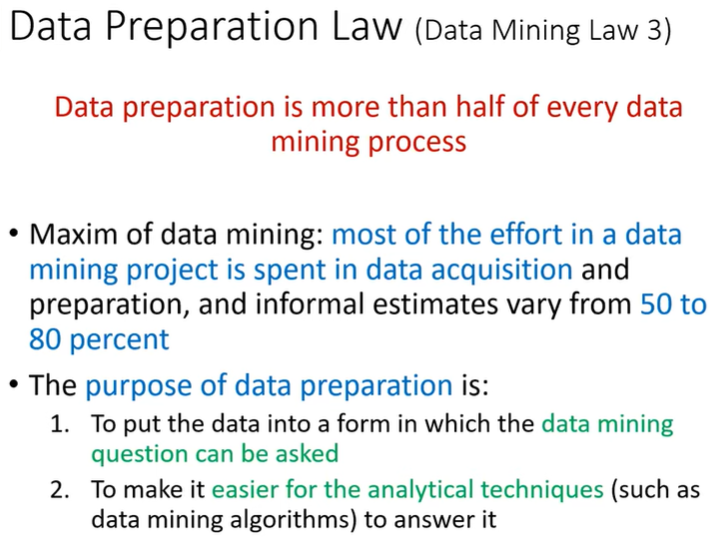 Data Preparation Law (Data Mining Law 3)
Data preparation is more than half of every data
mining process
• Maxim of data mining: most of the effort in a data
mining project is spent in data acquisition and
preparation, and informal estimates vary from 50 to
80 percent
• The purpose of data preparation is:
1. To put the data into a form in which the data mining
question can be asked
2. To make it easier for the analytical techniques (such as
data mining algorithms) to answer it